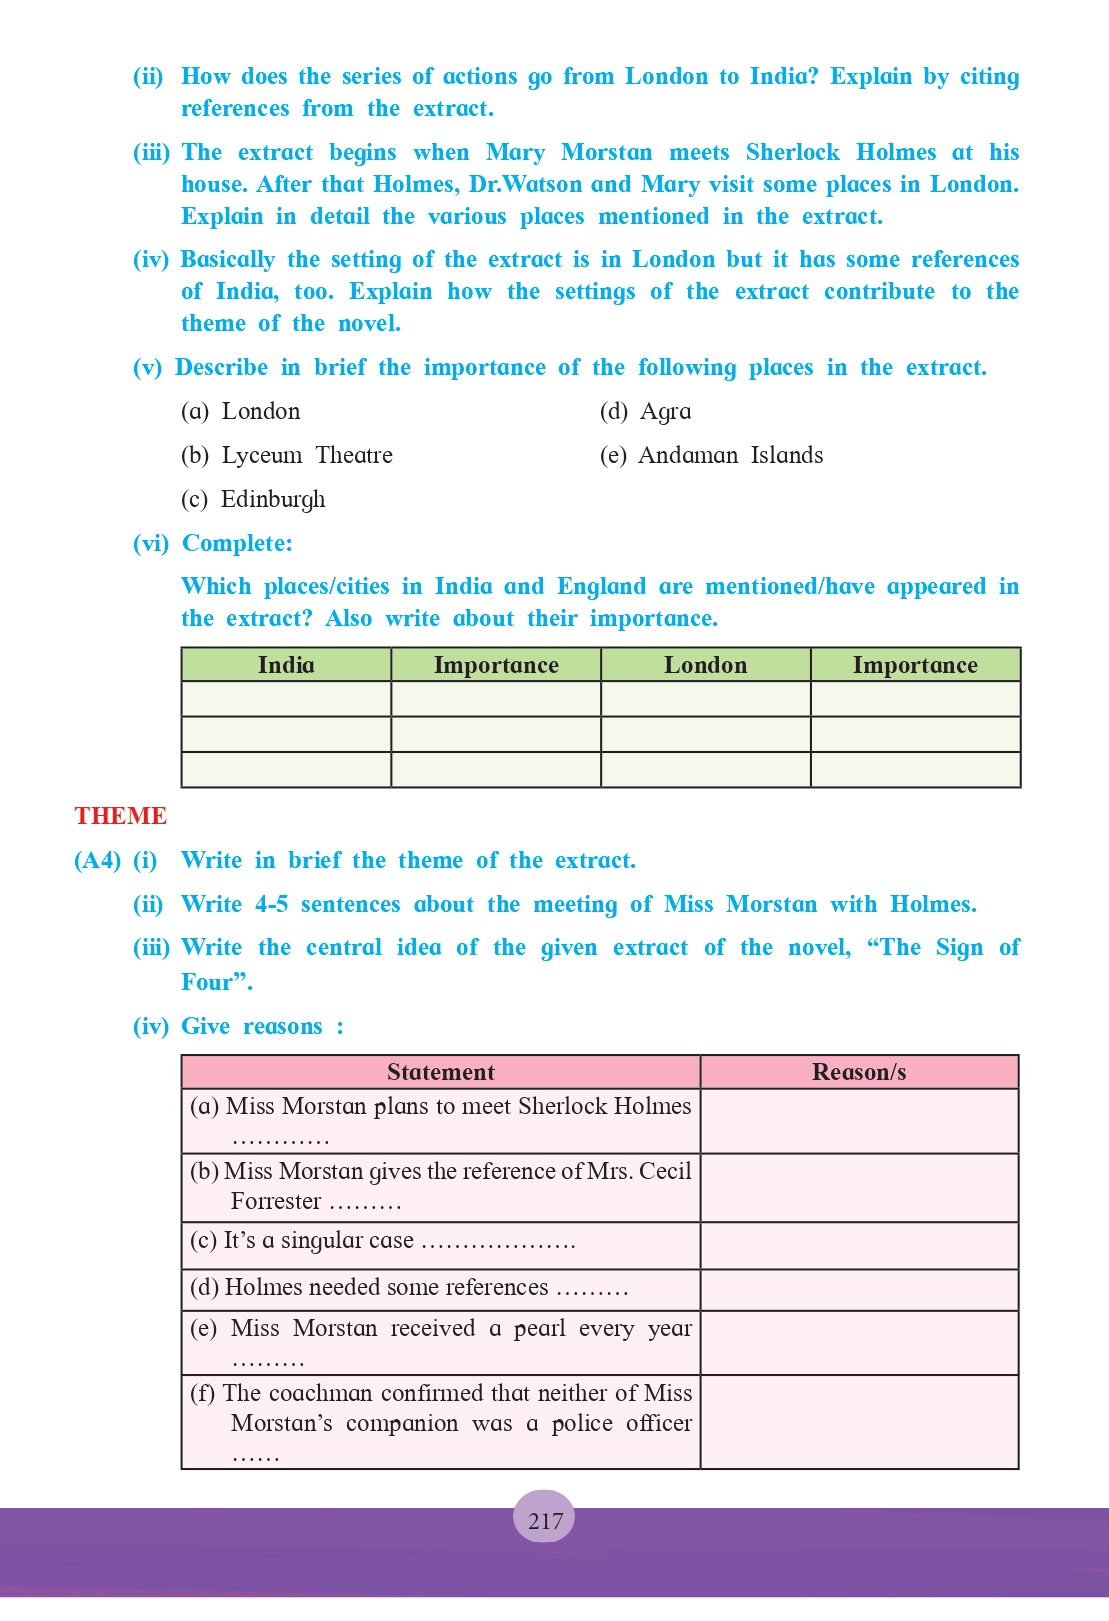 (ii) How does the series of actions go from London to India? Explain by citing
references from the extract.
(iii) The extract begins when Mary Morstan meets Sherlock Holmes at his
house. After that Holmes, Dr.Watson and Mary visit some places in London.
Explain in detail the various places mentioned in the extract.
(iv) Basically the setting of the extract is in London but it has some references
of India, too. Explain how the settings of the extract contribute to the
theme of the novel.
(v) Describe in brief the importance of the following places in the extract.
(a) London (d) Agra
(b) Lyceum Theatre (e) Andaman Islands
(c) Edinburgh
(vi) Complete:
Which places/cities in India and England are mentioned/have appeared in
the extract? Also write about their importance.
India Importance London Importance
THEME
(A4) (i) Write in brief the theme of the extract.
(ii) Write 4-5 sentences about the meeting of Miss Morstan with Holmes.
(iii) Write the central idea of the given extract of the novel, “The Sign of
Four”.
(iv) Give reasons :
Statement Reason/s
(a) Miss Morstan plans to meet Sherlock Holmes
…………
(b) Miss Morstan gives the reference of Mrs. Cecil
Forrester ………
(c) It’s a singular case ……………….
(d) Holmes needed some references ………
(e) Miss Morstan received a pearl every year
………
(f) The coachman confirmed that neither of Miss
Morstan’s companion was a police officer
……
217